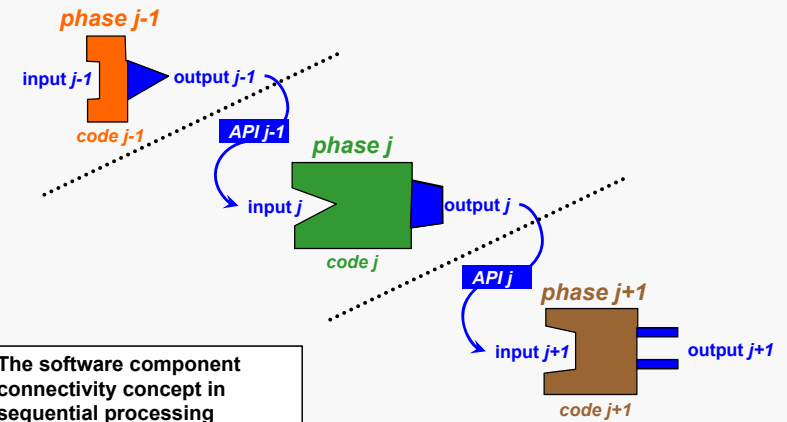 phase j-1
input j-1
output j-1
code j-1
API j-1
phase j
input j
output j
code j
API j
phase j+1
input j+1
output j+1
code j+1
The software component
connectivity concept in
sequential processing